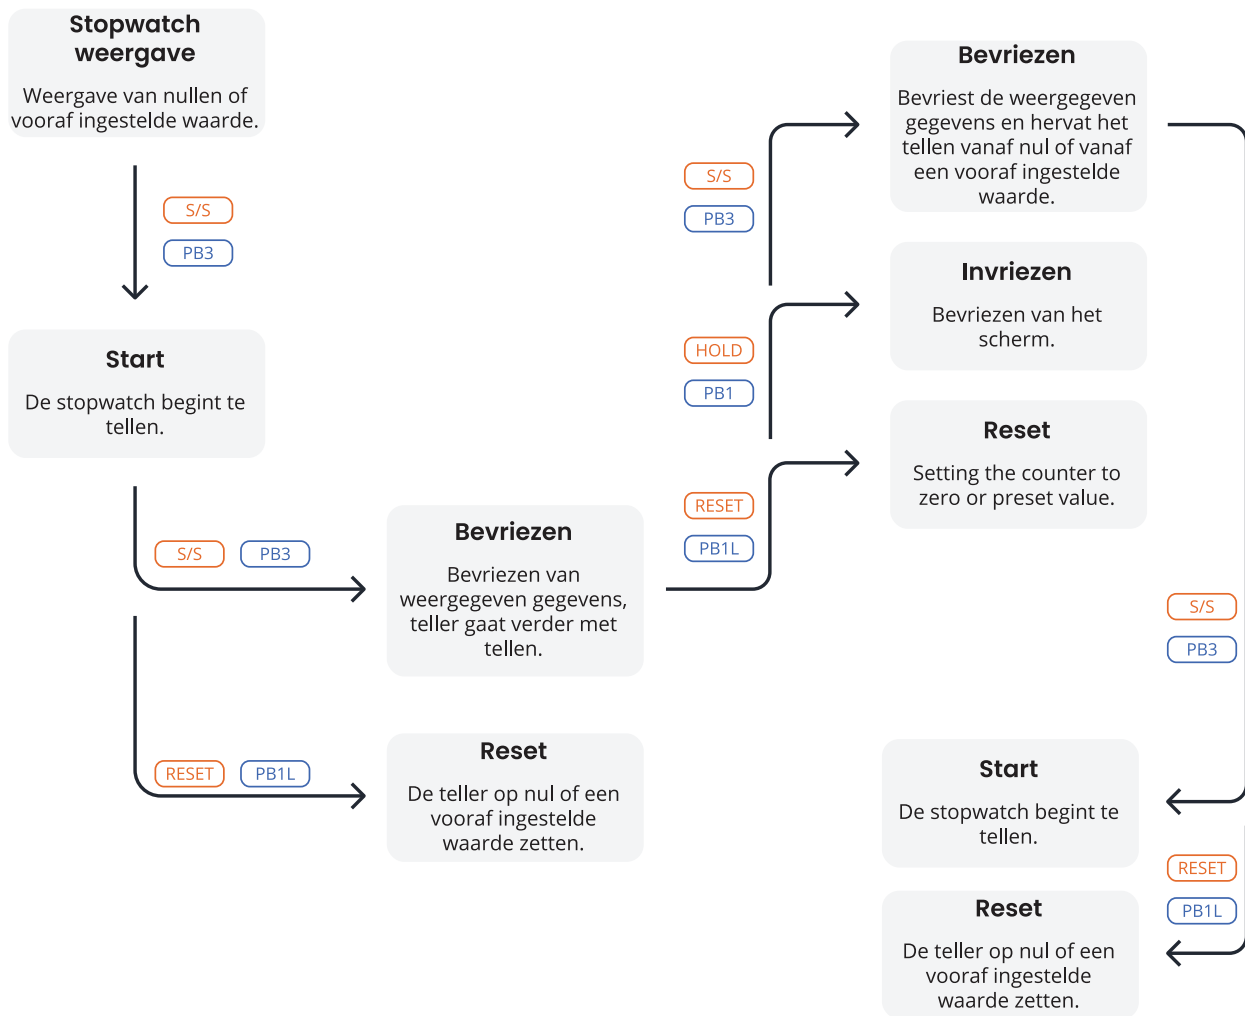 Stopwatch
weergave
Weergave van nullen of
vooraf ingestelde waarde.
S/S
PB3
Start
De stopwatch begint te
tellen.
S/S PB3
Bevriezen
Bevriezen van
weergegeven gegevens,
teller gaat verder met
tellen.
RESET PB1L
Reset
De teller op nul of een
vooraf ingestelde
waarde zetten.
S/S
PB3
Bevriezen
Bevriest de weergegeven
gegevens en hervat het
tellen vanaf nul of vanaf
een vooraf ingestelde
waarde.
HOLD
PB1
Invriezen
Bevriezen van het
scherm.
RESET
PB1L
Reset
Setting the counter to
zero or preset value.
S/S
PB3
Start
De stopwatch begint te
tellen.
RESET
PB1L
Reset
De teller op nul of een
vooraf ingestelde
waarde zetten.